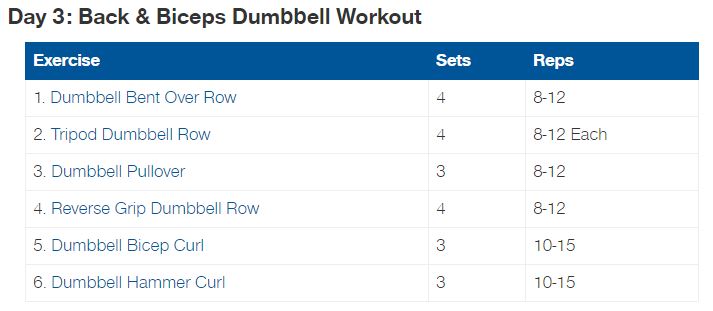 Day 3: Back & Biceps Dumbbell Workout
Exercise Sets Reps
1. Dumbbell Bent Over Row 4 8-12
2. Tripod Dumbbell Row 4 8-12 Each
3. Dumbbell Pullover 3 8-12
4. Reverse Grip Dumbbell Row 4 8-12
5. Dumbbell Bicep Curl 3 10-15
6. Dumbbell Hammer Curl 3 10-15